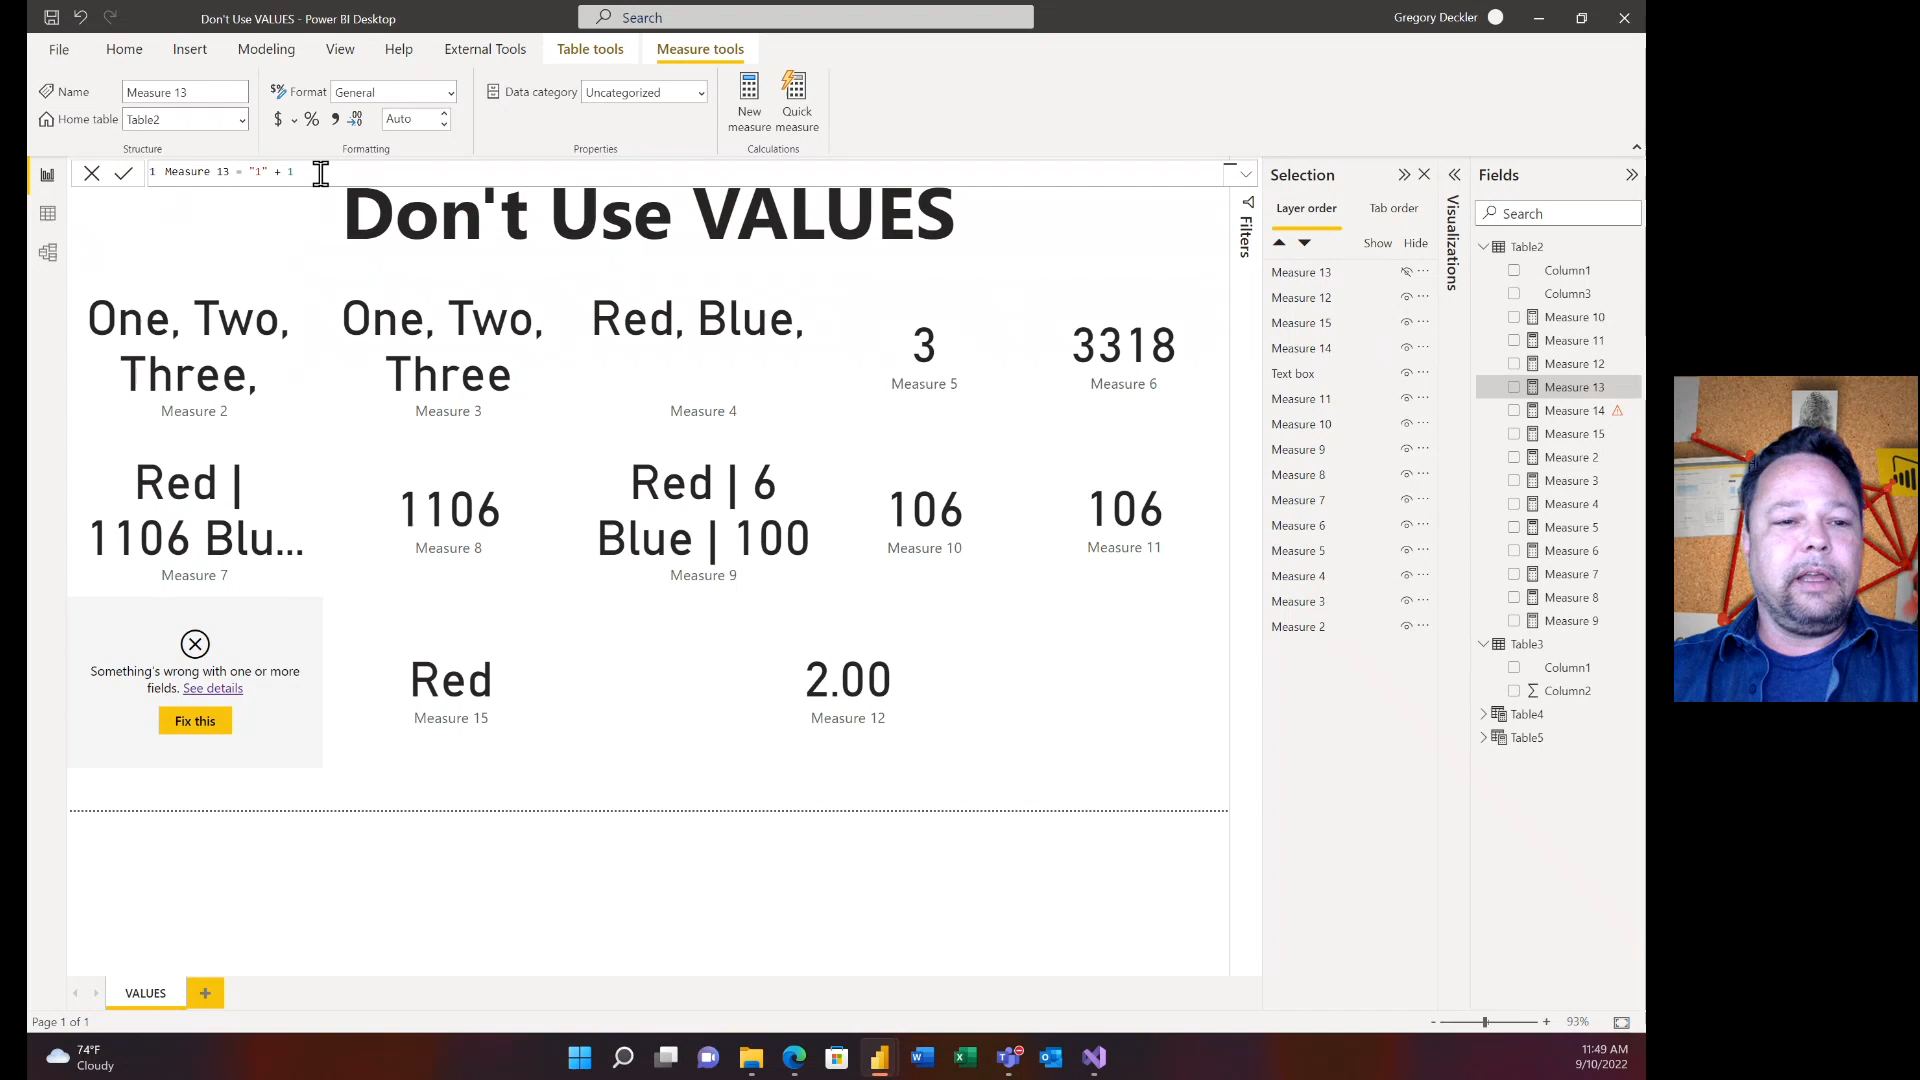 Don't Use VALUES - Power BI Desktop
Search
Gregory Deckler
File
Home
Insert
Modeling
View
Help
External Tools
Table tools
Measure tools
Name
Measure 13
Home table
Table2
Structure
Format
General
$
%
Auto
Formatting
Data category
Uncategorized
Properties
New
measure
Quick
measure
Calculations
1 Measure 13 = "1" + 1
Don't Use VALUES
One, Two,
Three,
Measure 2
One, Two,
Three
Measure 3
Red, Blue,
Measure 4
3
Measure 5
3318
Measure 6
Red |
1106 Blu...
Measure 7
1106
Measure 8
Red | 6
Blue | 100
Measure 9
106
Measure 10
106
Measure 11
Something's wrong with one or more
fields. See details
Fix this
Red
Measure 15
2.00
Measure 12
Filters
Selection
Layer order
Tab order
Show
Hide
Measure 13
Measure 12
Measure 15
Measure 14
Text box
Measure 11
Measure 10
Measure 9
Measure 8
Measure 7
Measure 6
Measure 5
Measure 4
Measure 3
Measure 2
Visualizations
Fields
Search
Table2
Column1
Column3
Measure 10
Measure 11
Measure 12
Measure 13
Measure 14
Measure 15
Measure 2
Measure 3
Measure 4
Measure 5
Measure 6
Measure 7
Measure 8
Measure 9
Table3
Column1
Column2
Table4
Table5
VALUES
Page 1 of 1
93%
74°F
Cloudy
11:49 AM
9/10/2022